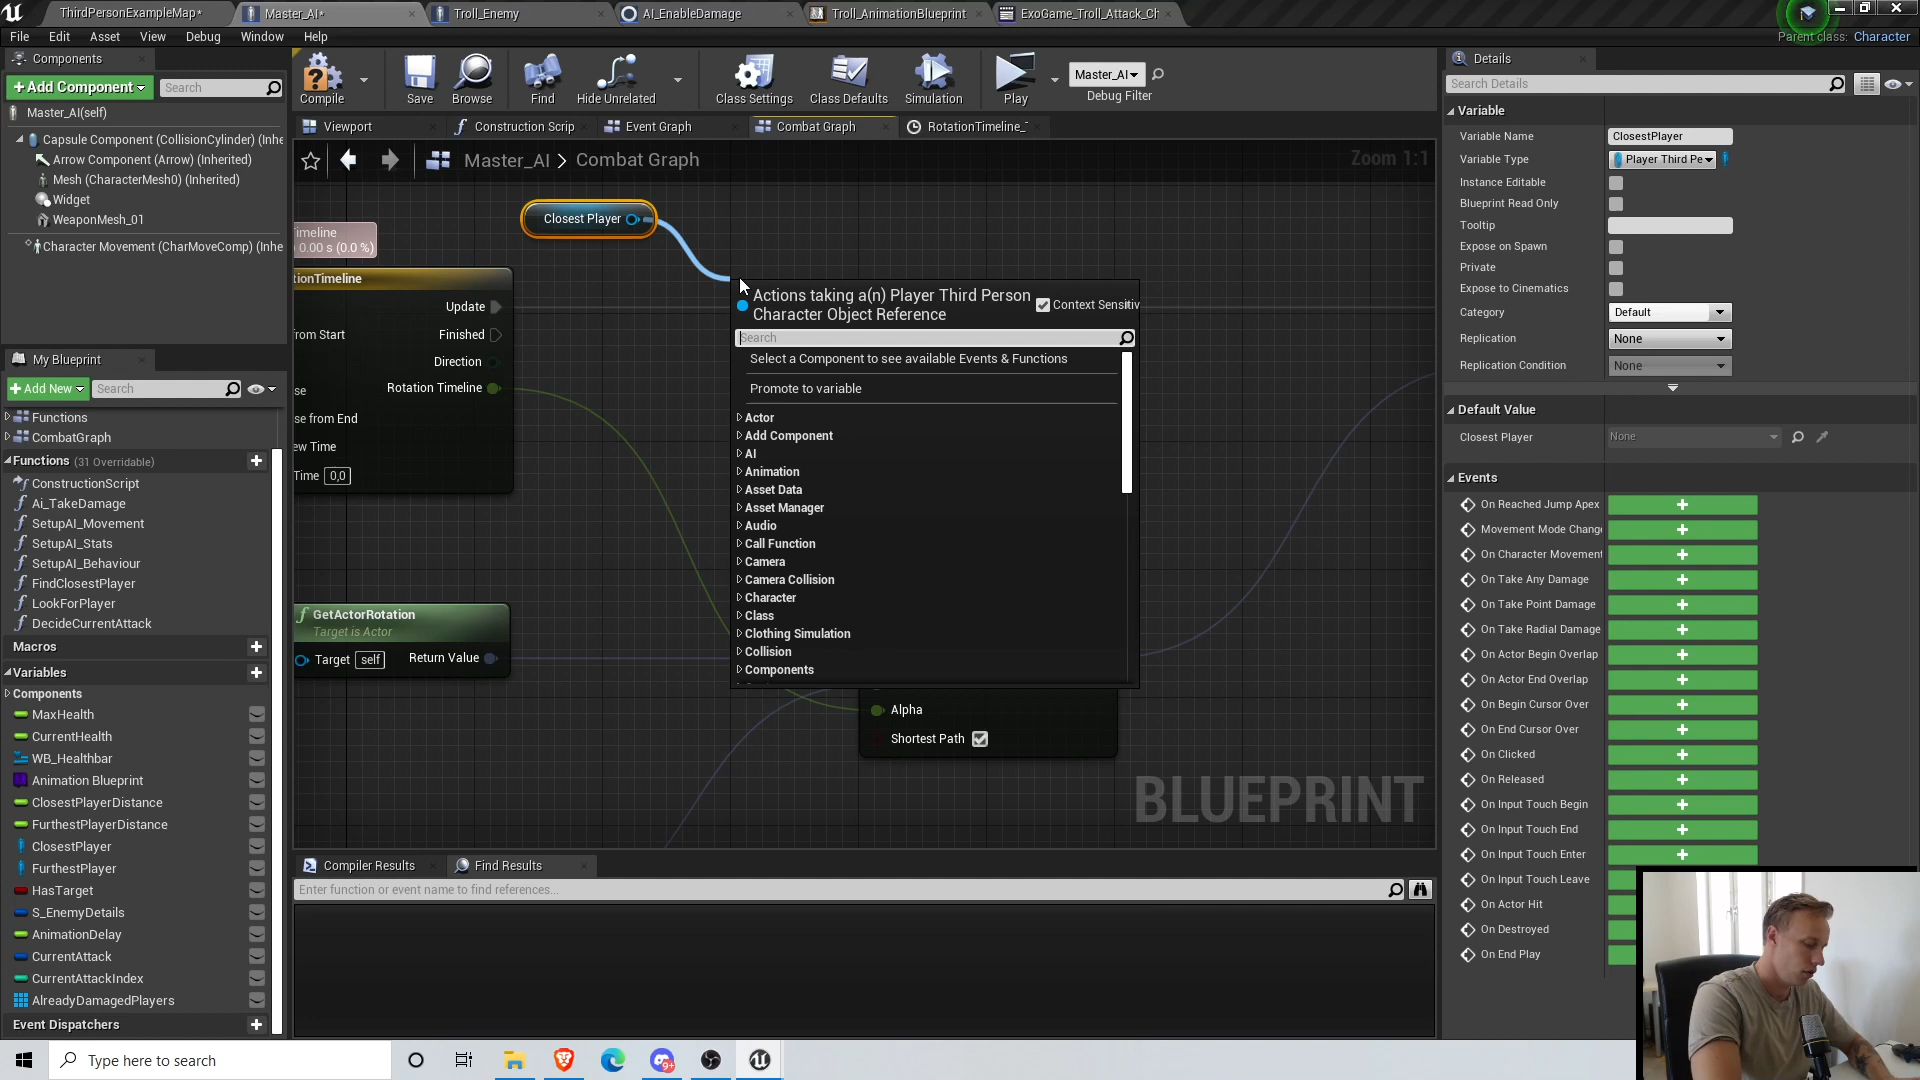 ThirdPersonExampleMap*
Master_AI*
Troll_Enemy
AI_EnableDamage
Troll_AnimationBlueprint
ExoGame_Troll_Attack_Ch
File
Edit
Asset
View
Debug
Window
Help
Parent class: Character
Components
+Add Component
Search
Master_AI(self)
Capsule Component (CollisionCylinder) (Inhe
Arrow Component (Arrow) (Inherited)
Mesh (CharacterMesh0) (Inherited)
Widget
WeaponMesh_01
Character Movement (CharMoveComp) (Inhe
My Blueprint
+Add New
Search
Functions
CombatGraph
Functions (31 Overridable)
ConstructionScript
Ai_TakeDamage
SetupAI_Movement
SetupAI_Stats
SetupAI_Behaviour
FindClosestPlayer
LookForPlayer
DecideCurrentAttack
Macros
Variables
Components
MaxHealth
CurrentHealth
WB_Healthbar
Animation Blueprint
ClosestPlayerDistance
FurthestPlayerDistance
ClosestPlayer
FurthestPlayer
HasTarget
S_EnemyDetails
AnimationDelay
CurrentAttack
CurrentAttackIndex
AlreadyDamagedPlayers
Event Dispatchers
Compile
Save
Browse
Find
Hide Unrelated
Class Settings
Class Defaults
Simulation
Play
Master_AI
Debug Filter
Viewport
Construction Scrip
Event Graph
Combat Graph
RotationTimeline_
Master_AI > Combat Graph
Zoom 1:1
Closest Player
Timeline
0.00 s (0.0 %)
tionTimeline
Update
from Start
Finished
Direction
se
Rotation Timeline
se from End
ew Time
Time 0,0
GetActorRotation
Target is Actor
Target self
Return Value
Actions taking a(n) Player Third Person
Character Object Reference
Context Sensitiv
Search
Select a Component to see available Events & Functions
Promote to variable
Actor
Add Component
AI
Animation
Asset Data
Asset Manager
Audio
Call Function
Camera
Camera Collision
Character
Class
Clothing Simulation
Collision
Components
Alpha
Shortest Path
BLUEPRINT
Compiler Results
Find Results
Enter function or event name to find references...
Details
Search Details
Variable
Variable Name
ClosestPlayer
Variable Type
Player Third Pe
Instance Editable
Blueprint Read Only
Tooltip
Expose on Spawn
Private
Expose to Cinematics
Category
Default
Replication
None
Replication Condition
None
Default Value
Closest Player
None
Events
On Reached Jump Apex
Movement Mode Change
On Character Movement
On Take Any Damage
On Take Point Damage
On Take Radial Damage
On Actor Begin Overlap
On Actor End Overlap
On Begin Cursor Over
On End Cursor Over
On Clicked
On Released
On Input Touch Begin
On Input Touch End
On Input Touch Enter
On Input Touch Leave
On Actor Hit
On Destroyed
On End Play
Type here to search